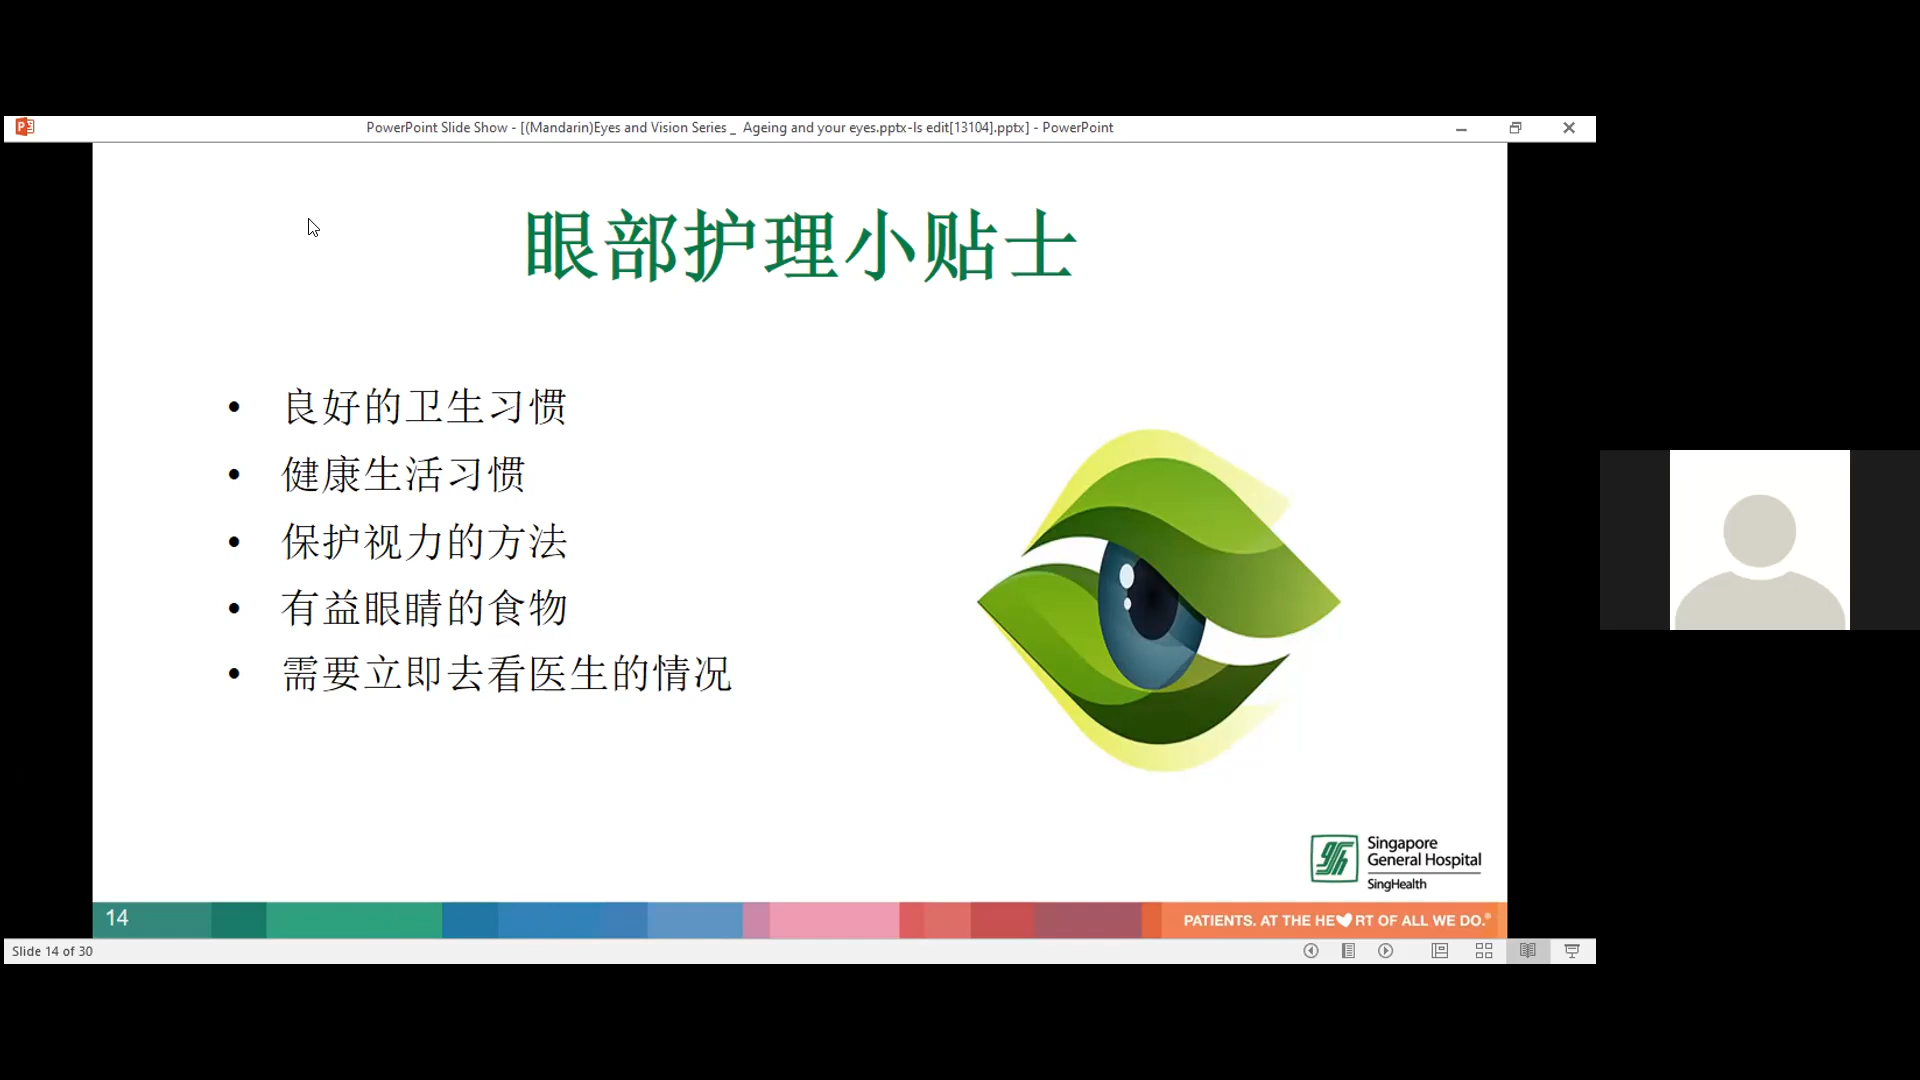 PowerPoint Slide Show - [(Mandarin)Eyes and Vision Series _ Ageing and your eyes.pptx-ls edit[13104].pptx] - PowerPoint
眼部护理小贴士
• 良好的卫生习惯
• 健康生活习惯
• 保护视力的方法
• 有益眼睛的食物
• 需要立即去看医生的情况
Singapore
General Hospital
SingHealth
14
PATIENTS. AT THE HE♥RT OF ALL WE DO.®
Slide 14 of 30